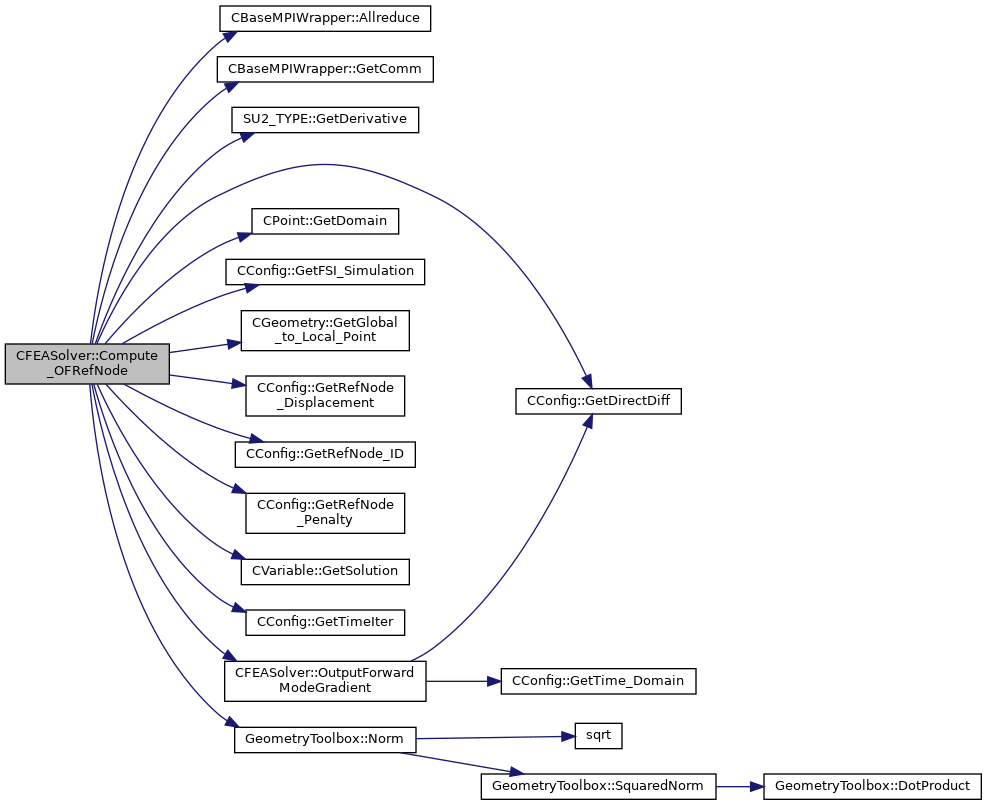 CBaseMPIWrapper::Allreduce
CBaseMPIWrapper::GetComm
SU2_TYPE::GetDerivative
CPoint::GetDomain
CConfig::GetFSI_Simulation
CGeometry::GetGlobal
_to_Local_Point
CFEASolver::Compute
_OFRefNode
CConfig::GetRefNode
_Displacement
CConfig::GetDirectDiff
CConfig::GetRefNode_ID
CConfig::GetRefNode
_Penalty
CVariable::GetSolution
CConfig::GetTimeIter
CFEASolver::OutputForward
ModeGradient
CConfig::GetTime_Domain
GeometryToolbox::Norm
sqrt
GeometryToolbox::SquaredNorm
GeometryToolbox::DotProduct